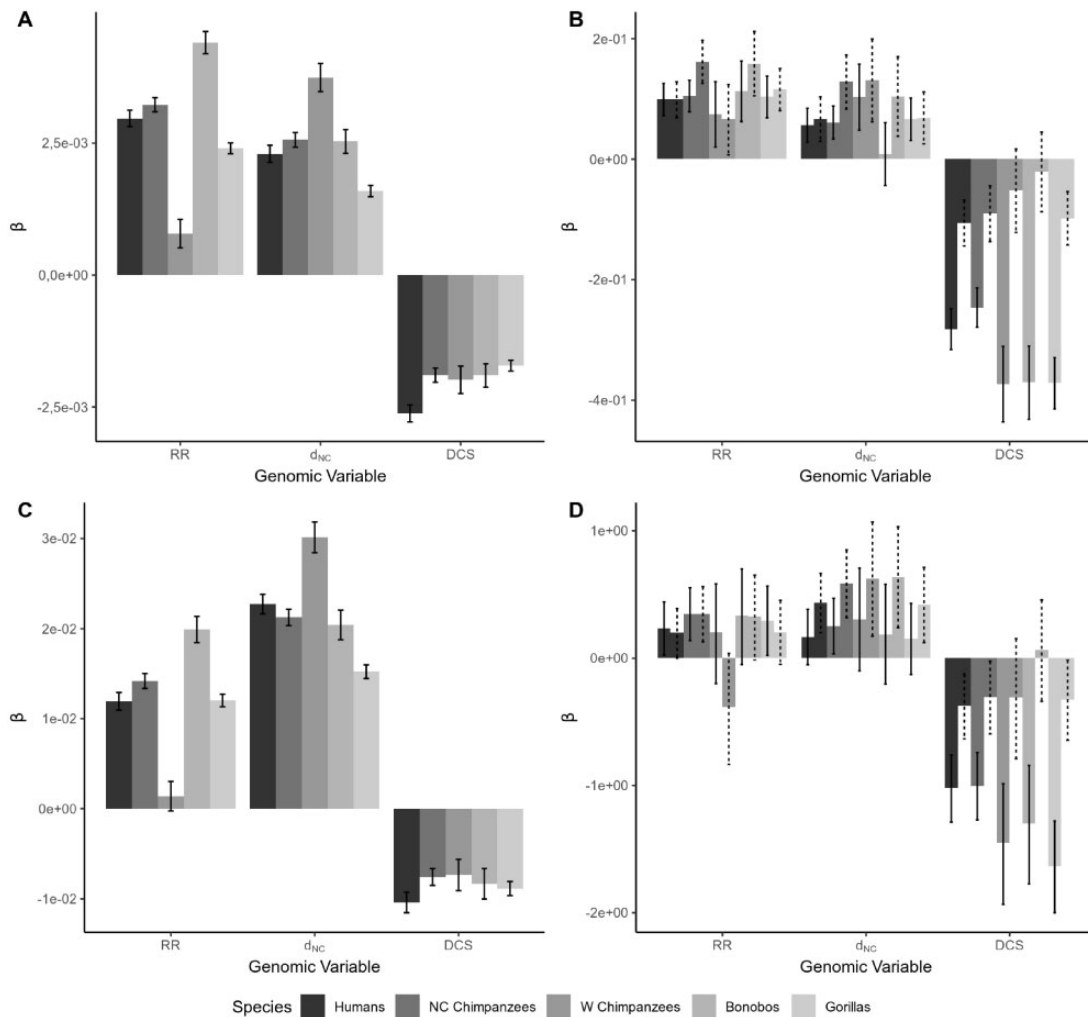 A
2,5e-03
0,0e+00
-2,5e-03
β
RR
dNC
DCS
Genomic Variable
B
2e-01
0e+00
-2e-01
-4e-01
β
RR
dNC
DCS
Genomic Variable
C
3e-02
2e-02
1e-02
0e+00
-1e-02
β
RR
dNC
DCS
Genomic Variable
D
1e+00
0e+00
-1e+00
-2e+00
β
RR
dNC
DCS
Genomic Variable
Species Humans NC Chimpanzees W Chimpanzees Bonobos Gorillas